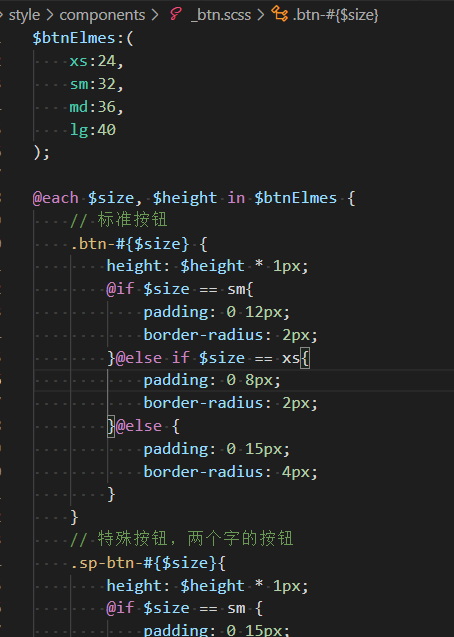 style > components > _btn.scss > .btn-#{$size}
$btnElmes:(
    xs:24,
    sm:32,
    md:36,
    lg:40
);
@each $size, $height in $btnElmes {
    // 标准按钮
    .btn-#{$size} {
        height: $height * 1px;
        @if $size == sm{
            padding: 0 12px;
            border-radius: 2px;
        }@else if $size == xs{
            padding: 0 8px;
            border-radius: 2px;
        }@else {
            padding: 0 15px;
            border-radius: 4px;
        }
    }
    // 特殊按钮，两个字的按钮
    .sp-btn-#{$size}{
        height: $height * 1px;
        @if $size == sm {
            padding: 0 15px;